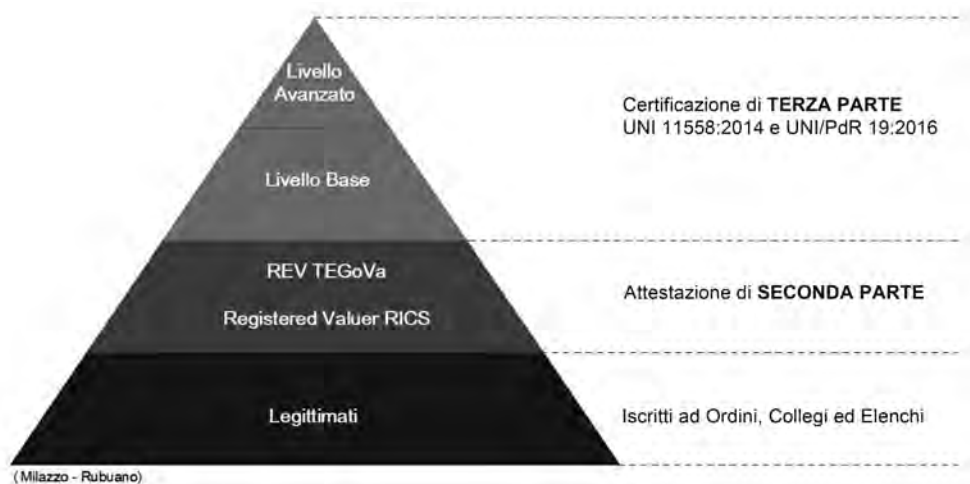 Livello
Avanzato
Certificazione di TERZA PARTE
UNI 11558:2014 e UNI/PdR 19:2016
Livello Base
REV TEGoVa
Attestazione di SECONDA PARTE
Registered Valuer RICS
Legittimati
Iscritti ad Ordini, Collegi ed Elenchi
(Milazzo - Rubuano)